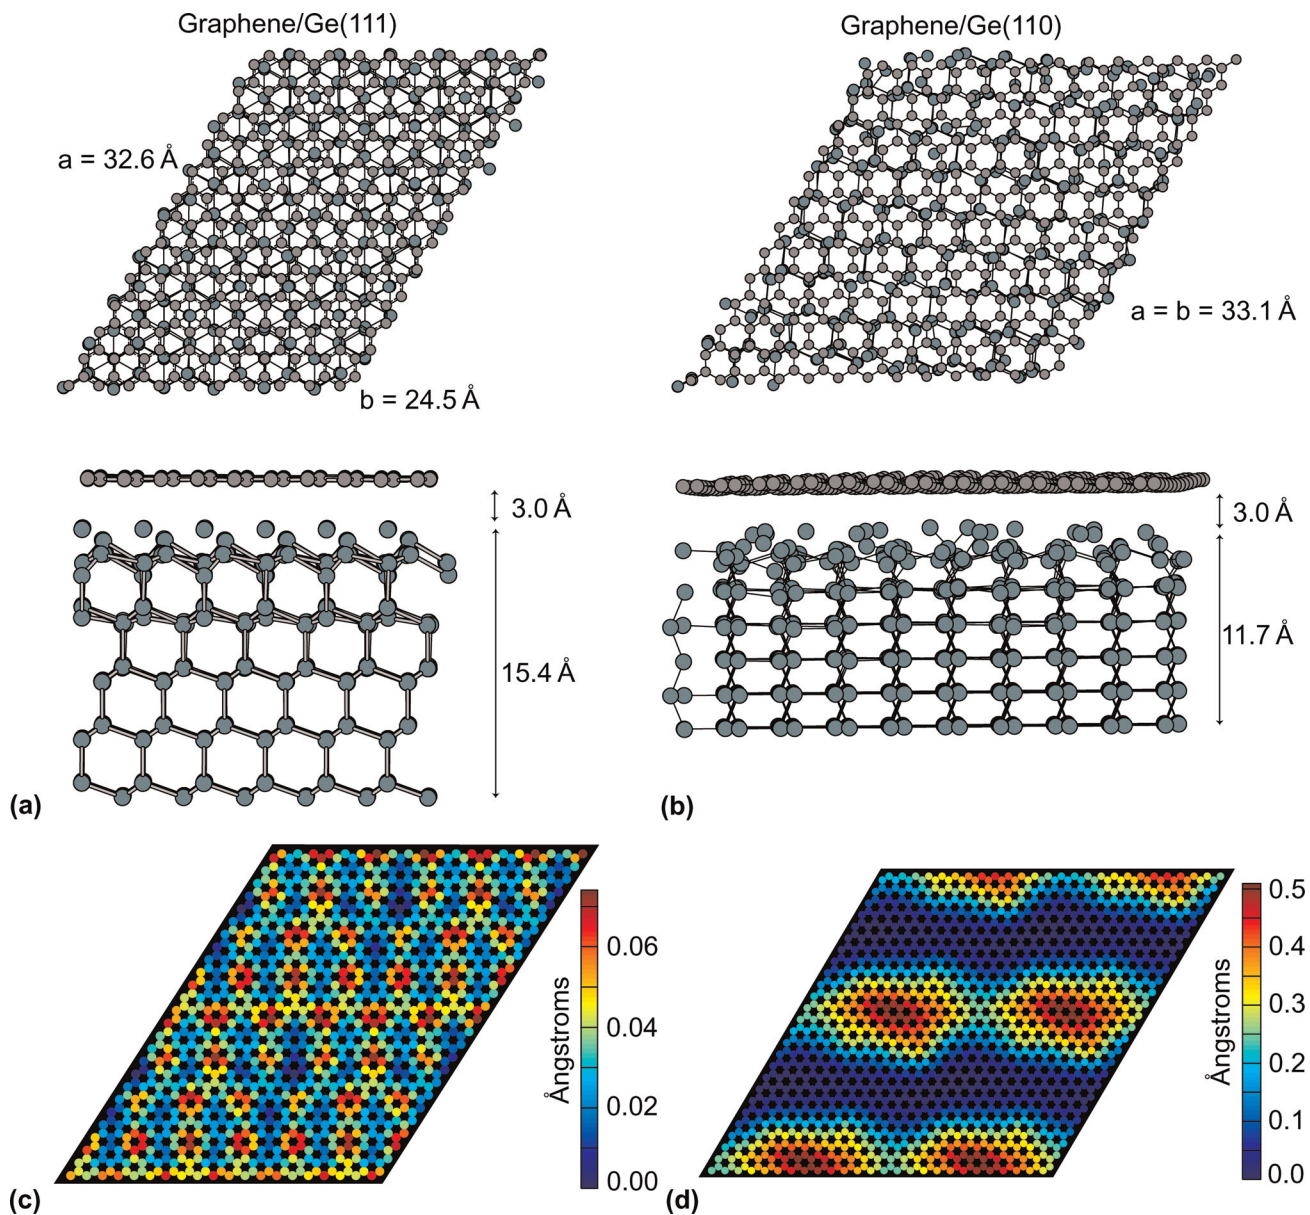 Graphene/Ge(111)
Graphene/Ge(110)
a = 32.6 Å
b = 24.5 Å
a = b = 33.1 Å
3.0 Å
15.4 Å
3.0 Å
11.7 Å
(a)
(b)
0.06
0.04
0.02
0.00
Ångstroms
0.5
0.4
0.3
0.2
0.1
0.0
Ångstroms
(c)
(d)